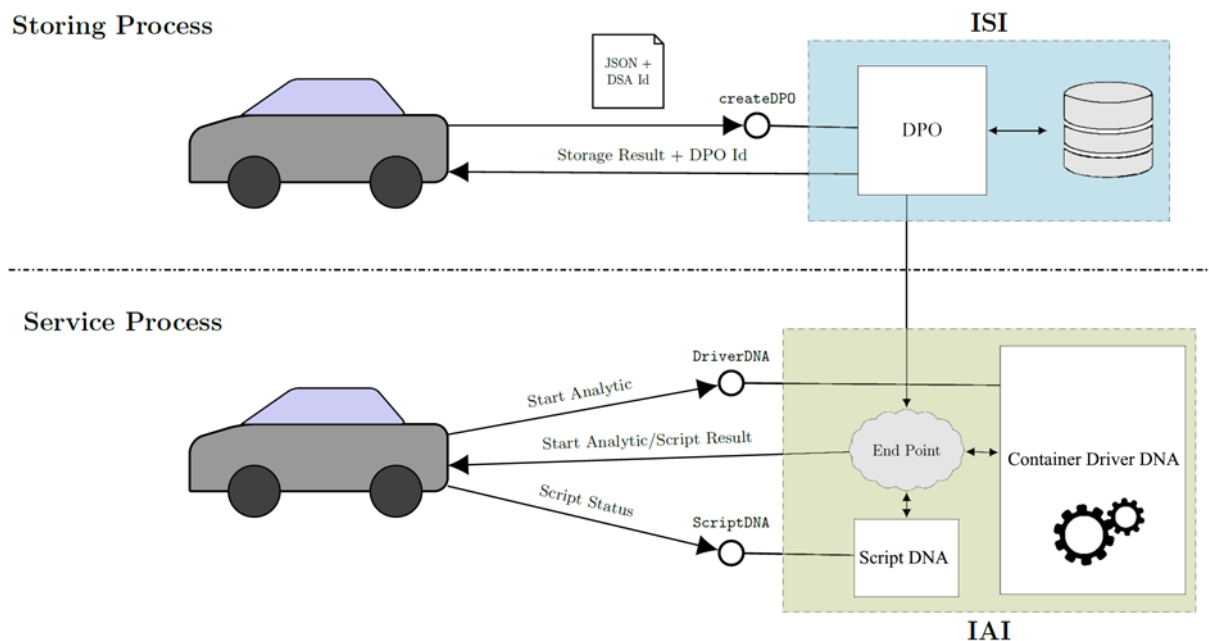 Storing Process
ISI
JSON +
DSA Id
createDPO
DPO
Storage Result + DPO Id
Service Process
DriverDNA
Start Analytic
Start Analytic/Script Result
End Point
Container Driver DNA
Script Status
ScriptDNA
Script DNA
IAI